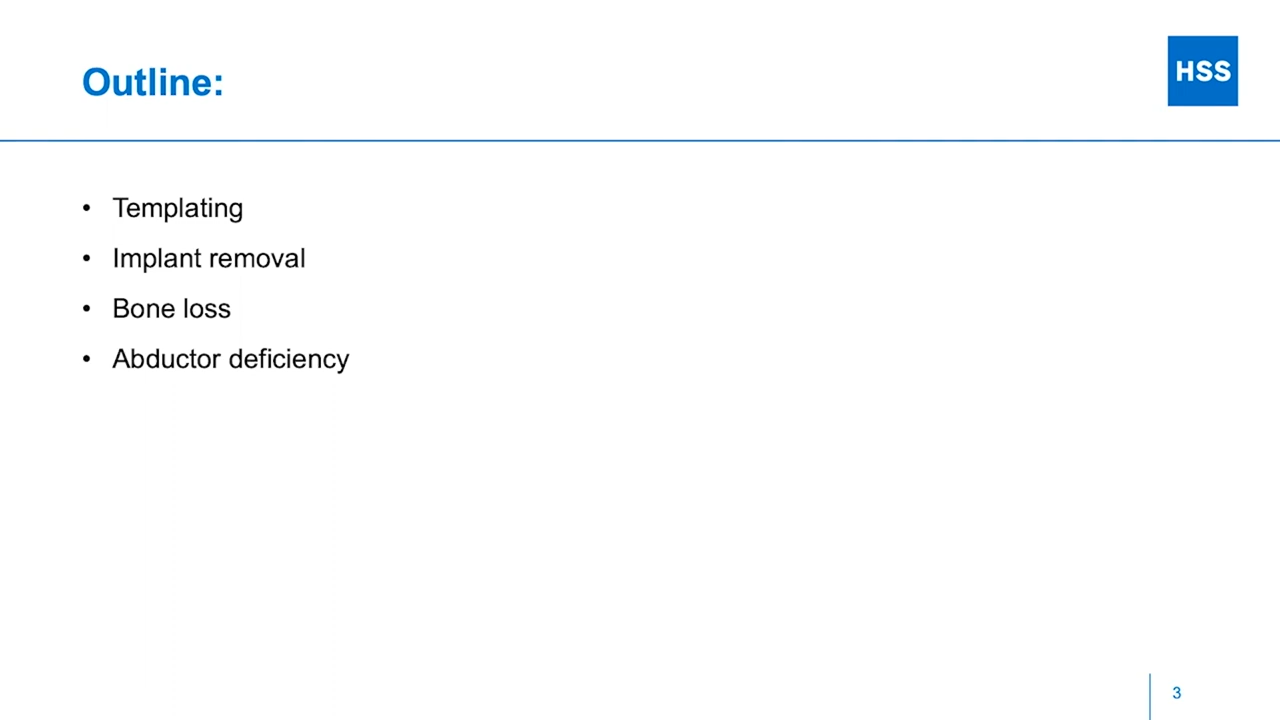 Outline:
HSS
• Templating
• Implant removal
• Bone loss
• Abductor deficiency
3